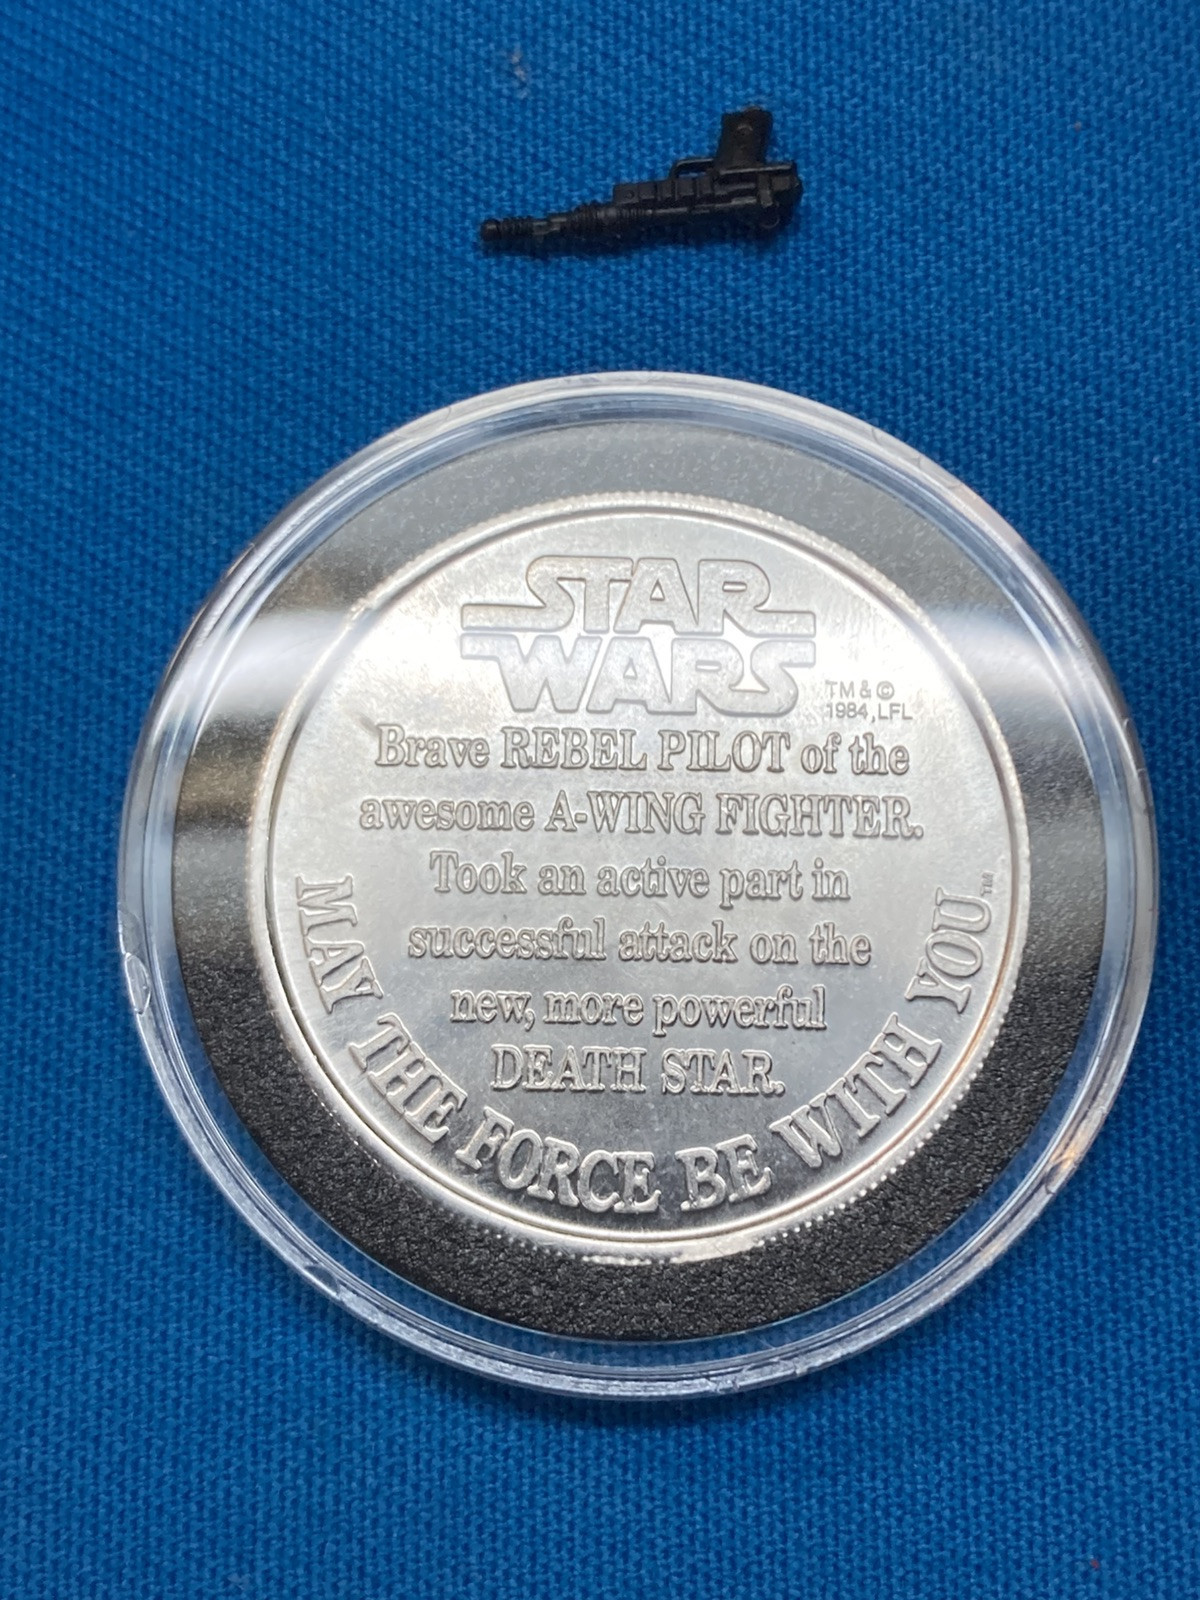 STAR
WARS
TM & ©
1984, LFL
Brave REBEL PILOT of the
awesome A-WING FIGHTER.
Took an active part in
successful attack on the
new, more powerful
DEATH STAR.
MAY THE FORCE BE WITH YOU™